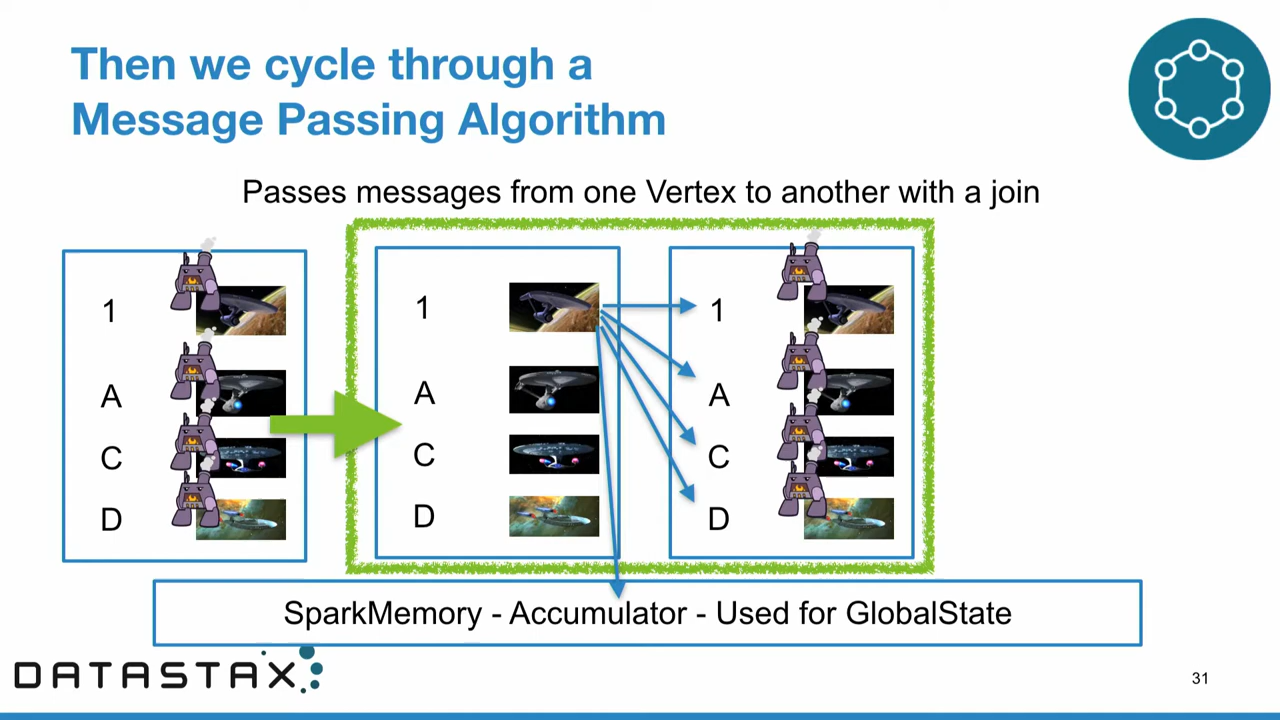 Then we cycle through a
Message Passing Algorithm
Passes messages from one Vertex to another with a join
1
A
C
D
1
A
C
D
1
A
C
D
SparkMemory - Accumulator - Used for GlobalState
DATASTAX
31